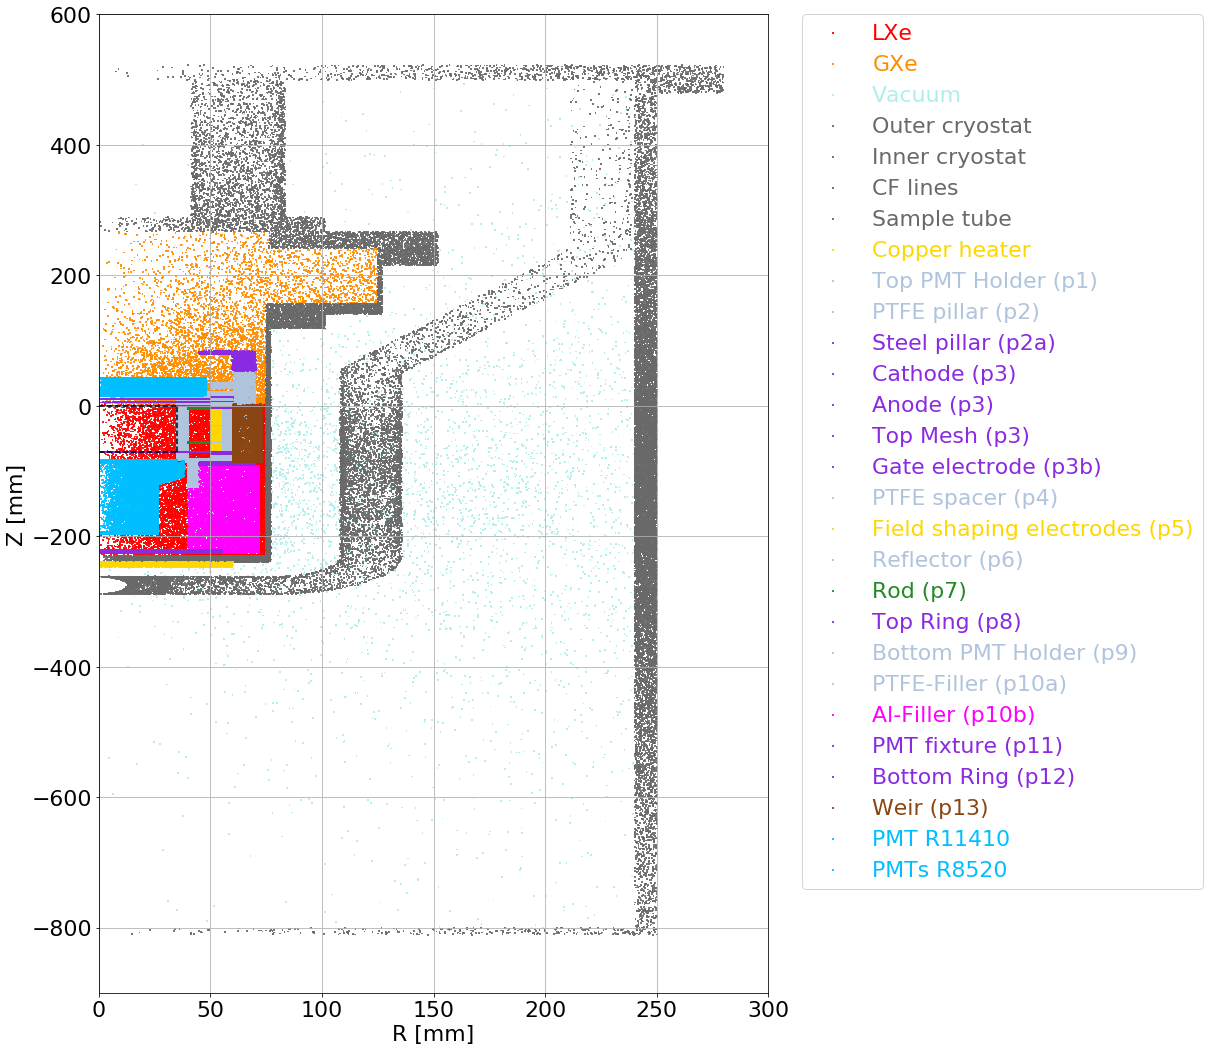 600
400
200
0
−200
−400
−600
−800
Z [mm]
0 50 100 150 200 250 300
R [mm]
LXe
GXe
Vacuum
Outer cryostat
Inner cryostat
CF lines
Sample tube
Copper heater
Top PMT Holder (p1)
PTFE pillar (p2)
Steel pillar (p2a)
Cathode (p3)
Anode (p3)
Top Mesh (p3)
Gate electrode (p3b)
PTFE spacer (p4)
Field shaping electrodes (p5)
Reflector (p6)
Rod (p7)
Top Ring (p8)
Bottom PMT Holder (p9)
PTFE-Filler (p10a)
Al-Filler (p10b)
PMT fixture (p11)
Bottom Ring (p12)
Weir (p13)
PMT R11410
PMTs R8520